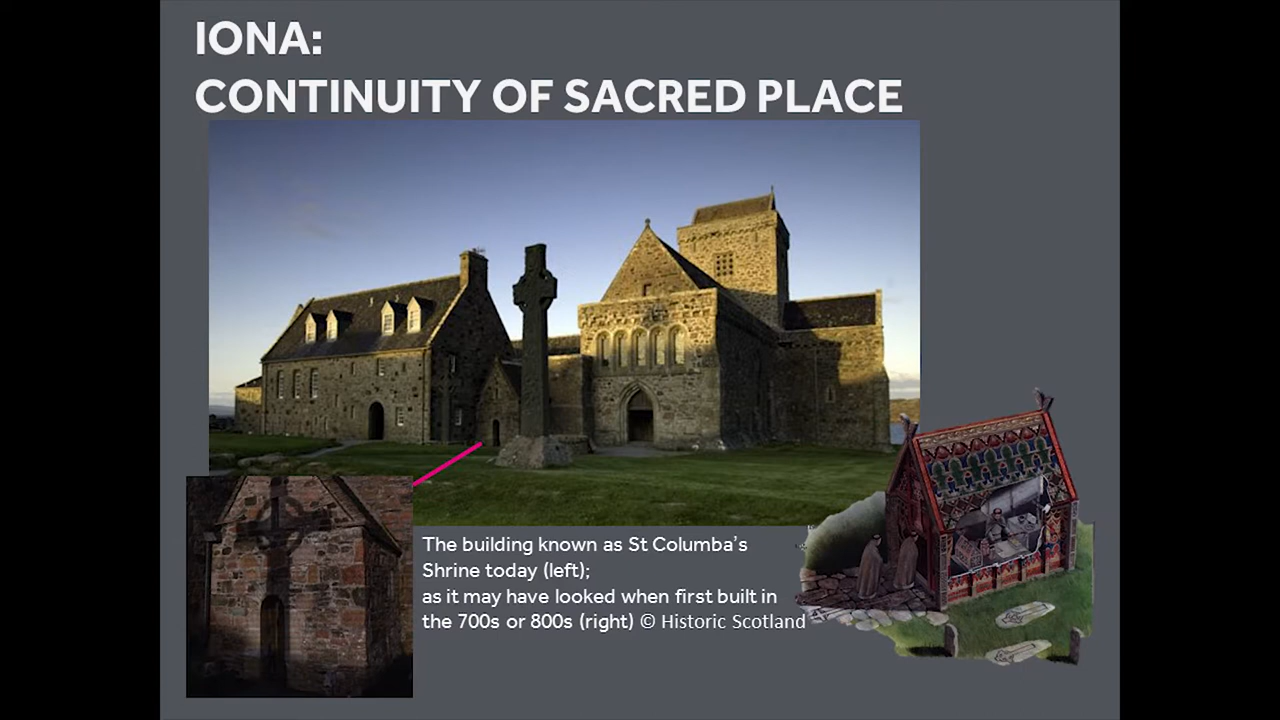 IONA:
CONTINUITY OF SACRED PLACE
The building known as St Columba's
Shrine today (left);
as it may have looked when first built in
the 700s or 800s (right) © Historic Scotland